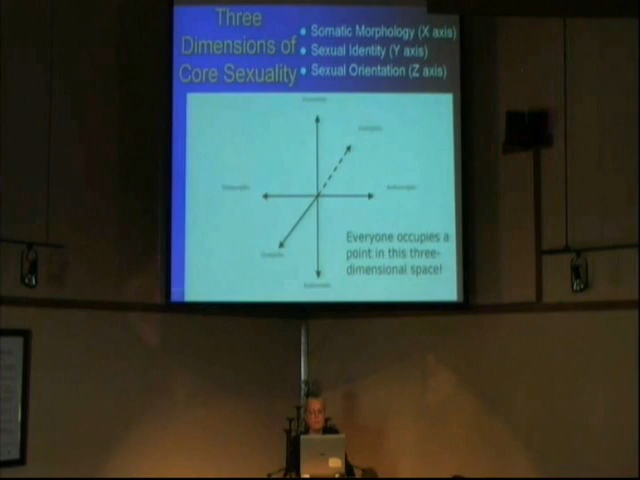 Three
Dimensions of
Core Sexuality
• Somatic Morphology (X axis)
• Sexual Identity (Y axis)
• Sexual Orientation (Z axis)
Everyone occupies a
point in this three-
dimensional space!